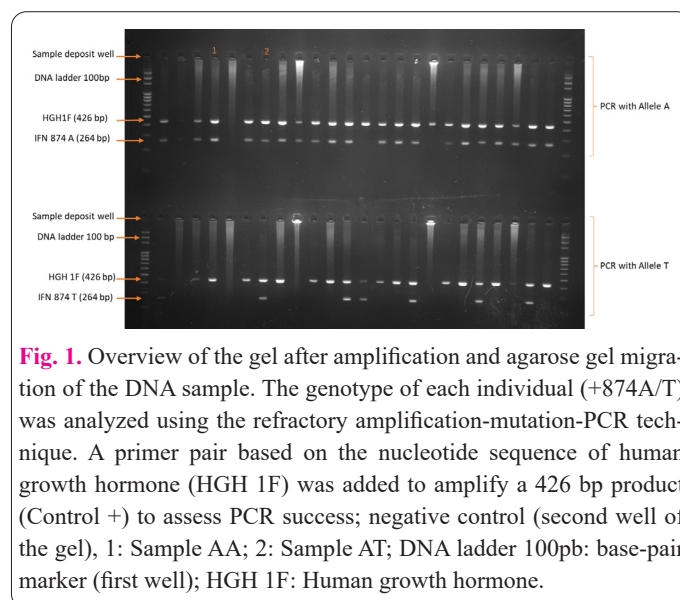 1 2
Sample deposit well
DNA ladder 100bp
HGH1F (426 bp)
PCR with Allele A
IFN 874 A (264 bp)
Sample deposit well
DNA ladder 100 bp
PCR with Allele T
HGH 1F (426 bp)
IFN 874 T (264 bp)
Fig. 1. Overview of the gel after amplification and agarose gel migra-
tion of the DNA sample. The genotype of each individual (+874A/T)
was analyzed using the refractory amplification-mutation-PCR tech-
nique. A primer pair based on the nucleotide sequence of human
growth hormone (HGH 1F) was added to amplify a 426 bp product
(Control +) to assess PCR success; negative control (second well of
the gel), 1: Sample AA; 2: Sample AT; DNA ladder 100pb: base-pair
marker (first well); HGH 1F: Human growth hormone.